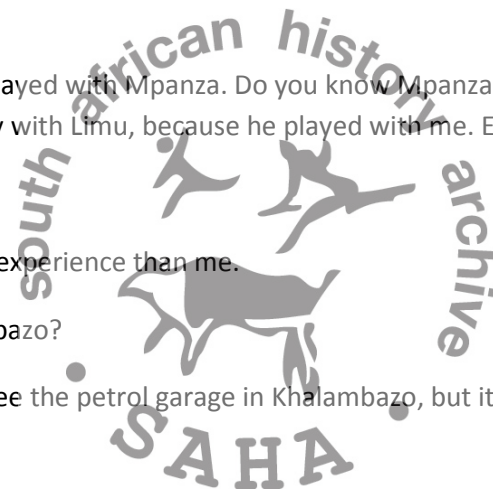 south african history archive
ayed with Mpanza. Do you know Mpanza
with Limu, because he played with me. E
experience than me.
bazo?
ee the petrol garage in Khalambazo, but it
SAHA